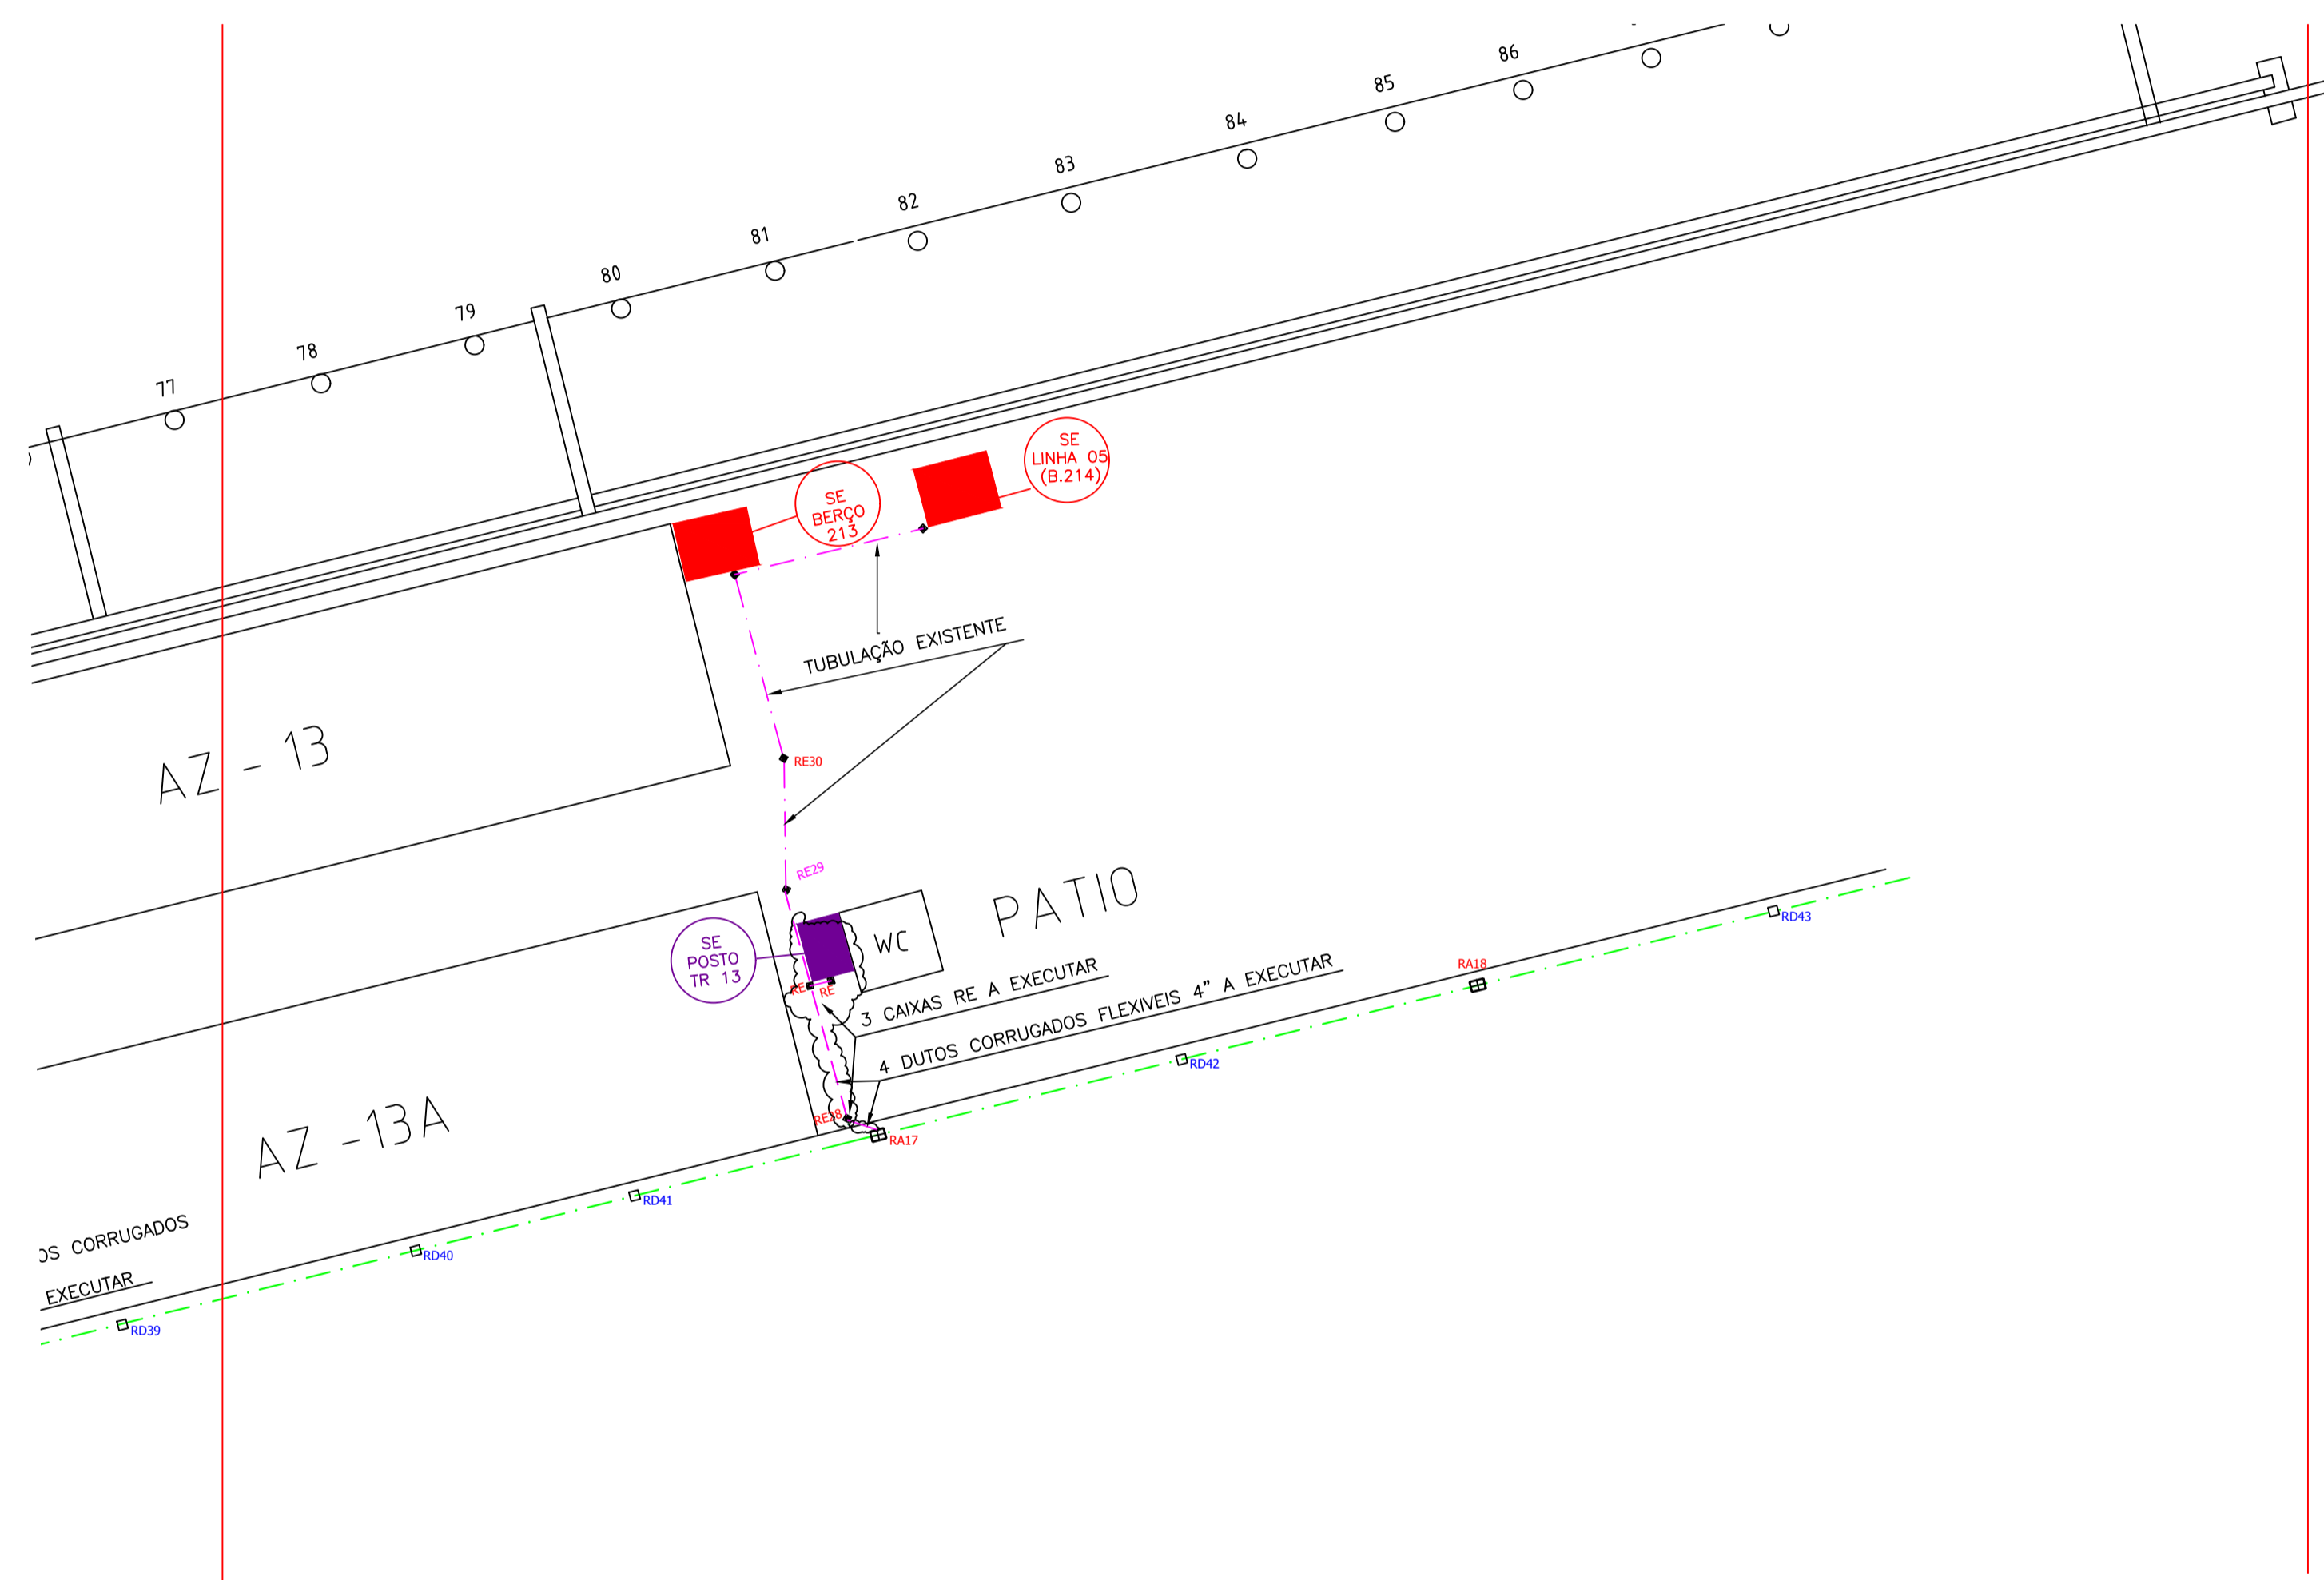 86
85
84
83
82
81
80
79
78
77
SE
LINHA 05
(B.214)
SE
BERÇO
213
TUBULAÇÃO EXISTENTE
AZ - 13
RE30
RE29
PATIO
WC
SE
POSTO
TR 13
RE
RE
3 CAIXAS RE A EXECUTAR
4 DUTOS CORRUGADOS FLEXIVEIS 4" A EXECUTAR
RD43
RA18
RD42
RE28
RA17
AZ -13A
RD41
RD40
OS CORRUGADOS
EXECUTAR
RD39